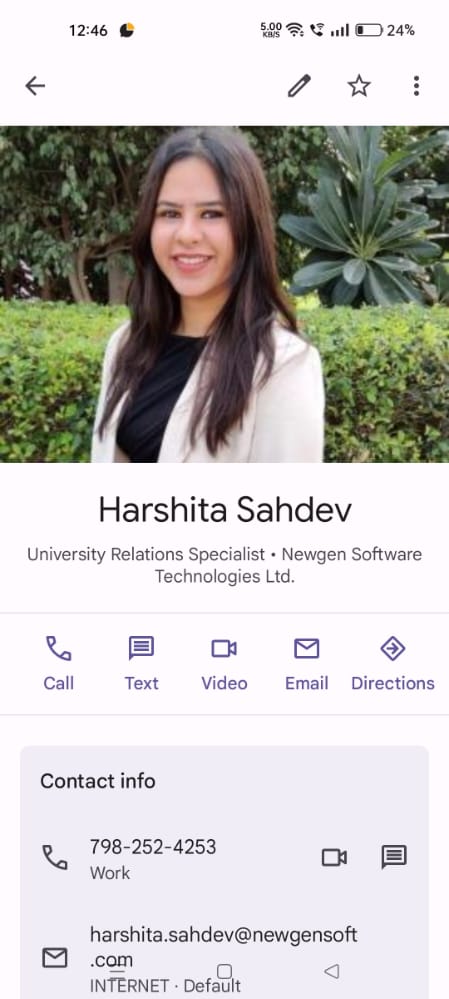 12:46
5.00
KB/S
24%
Harshita Sahdev
University Relations Specialist • Newgen Software
Technologies Ltd.
Call
Text
Video
Email
Directions
Contact info
798-252-4253
Work
harshita.sahdev@newgensoft
.com
INTERNET · Default